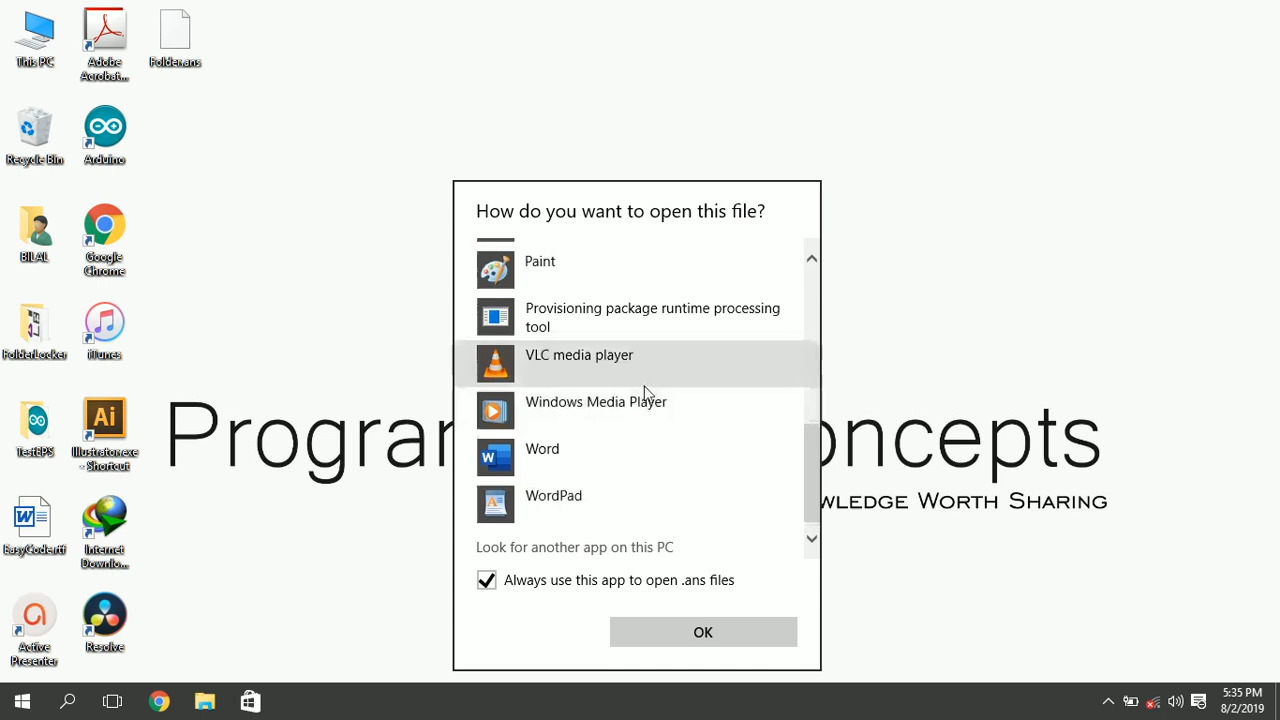 This PC
Adobe
Acrobat...
Folder.ans
Recycle Bin
Arduino
BILAL
Google
Chrome
FolderLocker
iTunes
TestEPS
Ai
Illustrator.exe
- Shortcut
EasyCoder.rtf
Internet
Downlo...
Active
Presenter
Resolve
How do you want to open this file?
Paint
Provisioning package runtime processing
tool
VLC media player
Windows Media Player
Word
WordPad
Look for another app on this PC
Always use this app to open .ans files
OK
Program
oncepts
WLEDGE WORTH SHARING
5:35 PM
8/2/2019